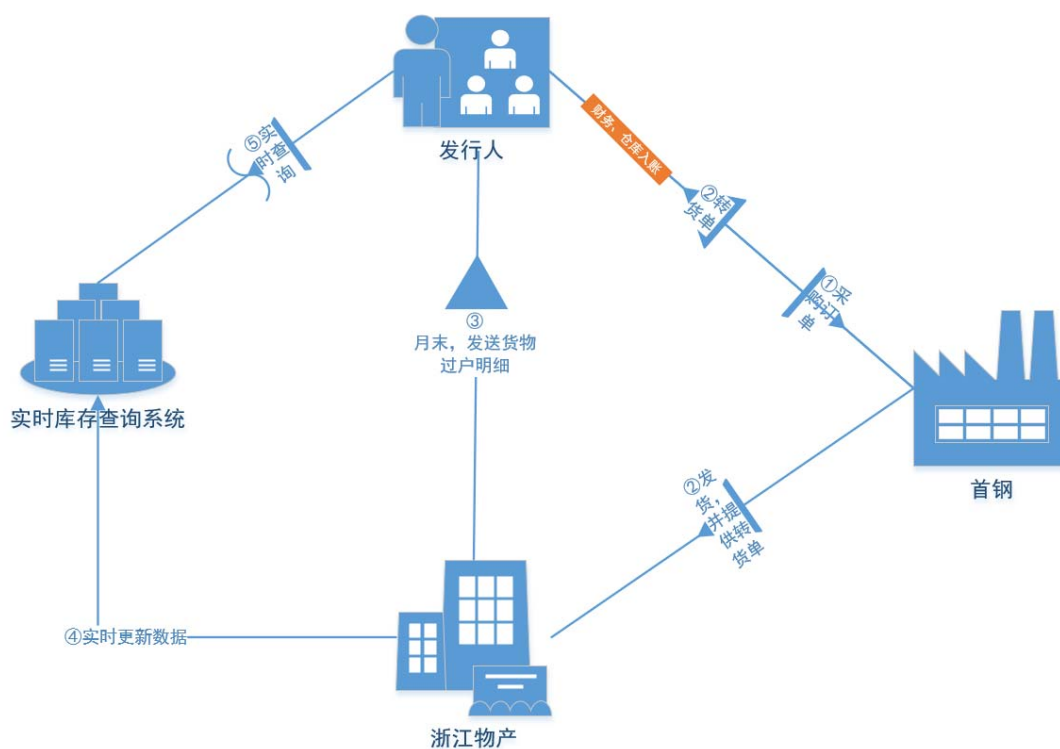 发行人
财务、仓库入账
⑤实
时查
询
②转
货单
①采
购订
单
③
月末，发送货物
过户明细
实时库存查询系统
首钢
②发
货，
并提
供转
货单
④实时更新数据
浙江物产